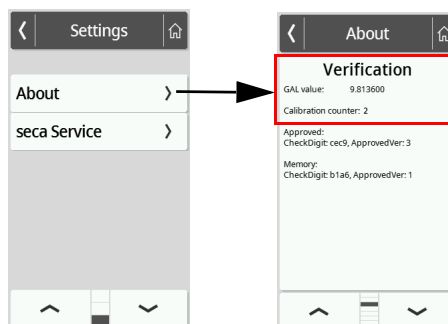 Settings
About
seca Service
About
Verification
GAL value: 9.813600
Calibration counter: 2
Approved:
CheckDigit: cec9, ApprovedVer: 3
Memory:
CheckDigit: b1a6, ApprovedVer: 1